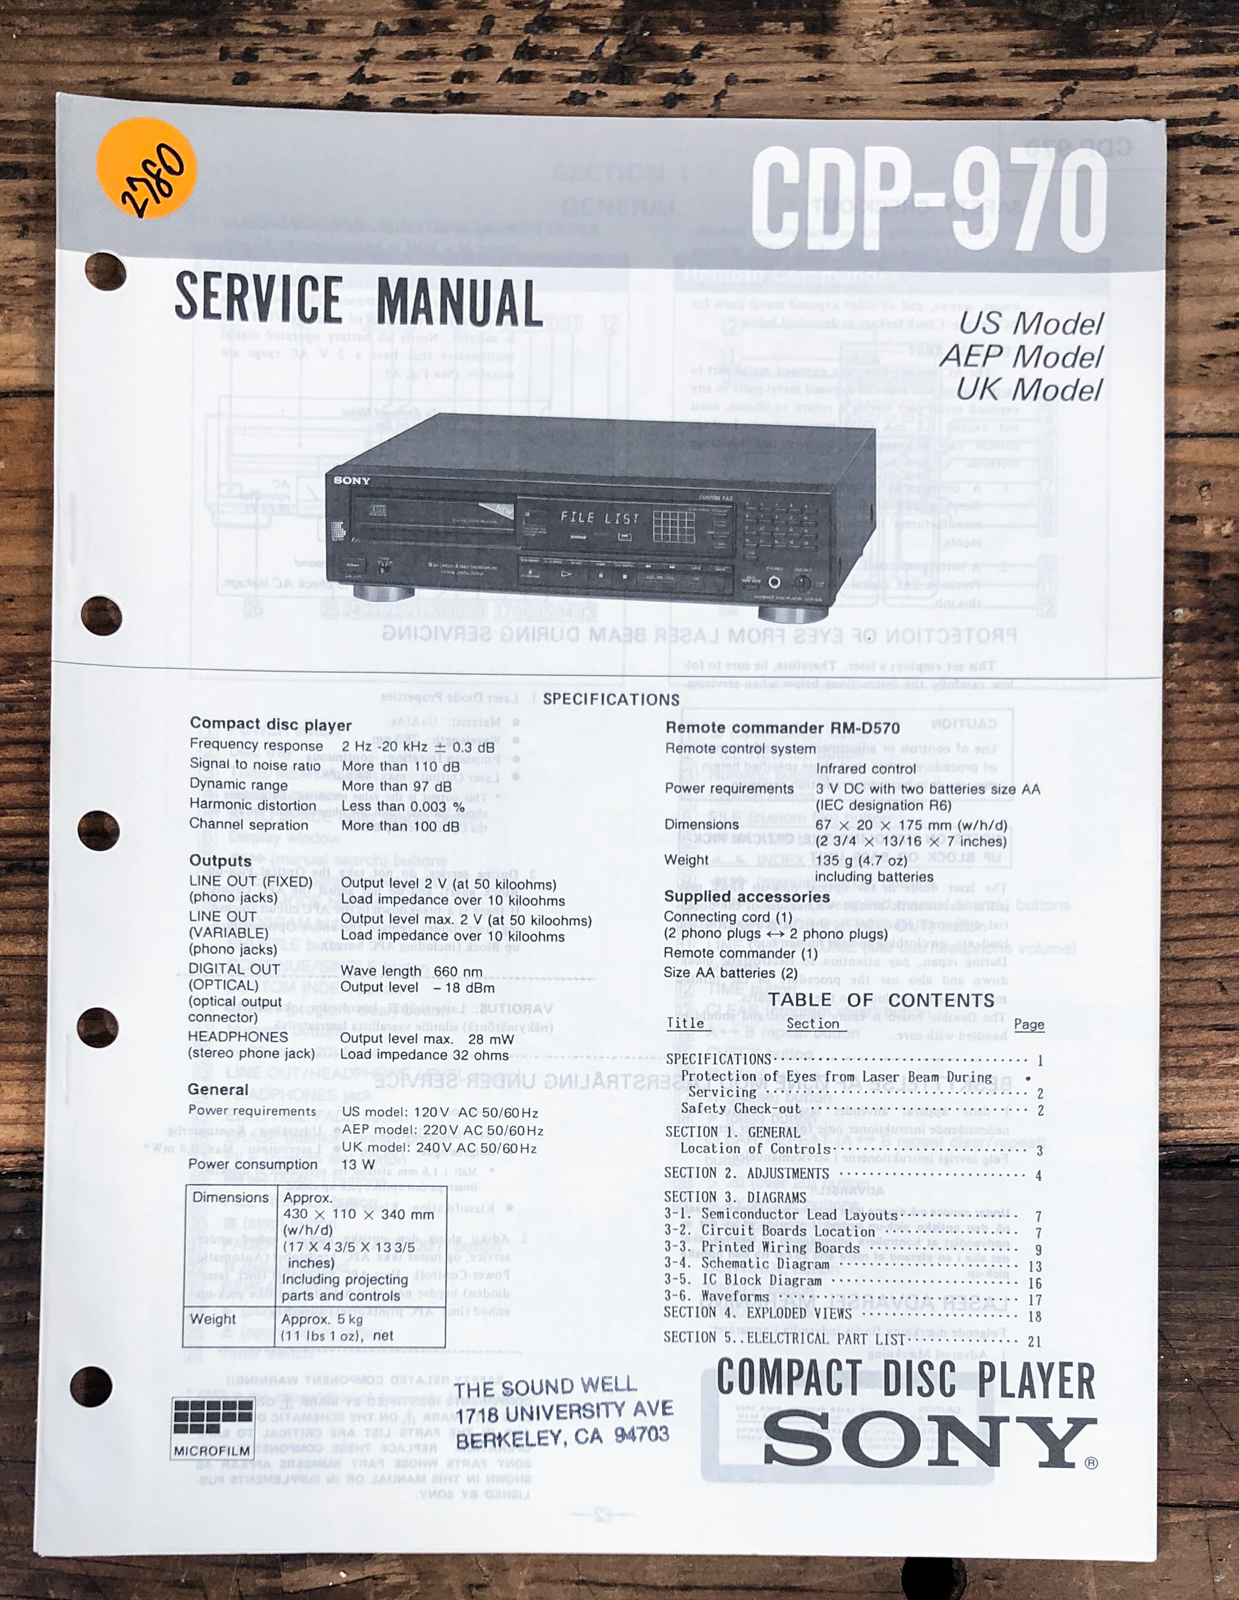 2780
CDP-970
SERVICE MANUAL
US Model
AEP Model
UK Model
SONY
FILE LIST
SPECIFICATIONS
Compact disc player
Frequency response 2 Hz -20 kHz ± 0.3 dB
Signal to noise ratio More than 110 dB
Dynamic range More than 97 dB
Harmonic distortion Less than 0.003 %
Channel sepration More than 100 dB
Outputs
LINE OUT (FIXED) Output level 2 V (at 50 kiloohms)
(phono jacks) Load impedance over 10 kiloohms
LINE OUT Output level max. 2 V (at 50 kiloohms)
(VARIABLE) Load impedance over 10 kiloohms
(phono jacks)
DIGITAL OUT Wave length 660 nm
(OPTICAL) Output level –18 dBm
(optical output
connector)
HEADPHONES Output level max. 28 mW
(stereo phone jack) Load impedance 32 ohms
General
Power requirements US model: 120 V AC 50/60 Hz
AEP model: 220 V AC 50/60 Hz
UK model: 240 V AC 50/60 Hz
Power consumption 13 W
Dimensions Approx.
430 × 110 × 340 mm
(w/h/d)
(17 X 4 3/5 X 13 3/5
inches)
Including projecting
parts and controls
Weight Approx. 5 kg
(11 lbs 1 oz), net
Remote commander RM-D570
Remote control system
Infrared control
Power requirements 3 V DC with two batteries size AA
(IEC designation R6)
Dimensions 67 × 20 × 175 mm (w/h/d)
(2 3/4 × 13/16 × 7 inches)
Weight 135 g (4.7 oz)
including batteries
Supplied accessories
Connecting cord (1)
(2 phono plugs ↔ 2 phono plugs)
Remote commander (1)
Size AA batteries (2)
TABLE OF CONTENTS
Title Section Page
SPECIFICATIONS 1
Protection of Eyes from Laser Beam During
Servicing 2
Safety Check-out 2
SECTION 1. GENERAL
Location of Controls 3
SECTION 2. ADJUSTMENTS 4
SECTION 3. DIAGRAMS
3-1. Semiconductor Lead Layouts 7
3-2. Circuit Boards Location 7
3-3. Printed Wiring Boards 9
3-4. Schematic Diagram 13
3-5. IC Block Diagram 16
3-6. Waveforms 17
SECTION 4. EXPLODED VIEWS 18
SECTION 5. ELELCTRICAL PART LIST 21
MICROFILM
THE SOUND WELL
1718 UNIVERSITY AVE
BERKELEY, CA 94703
COMPACT DISC PLAYER
SONY®